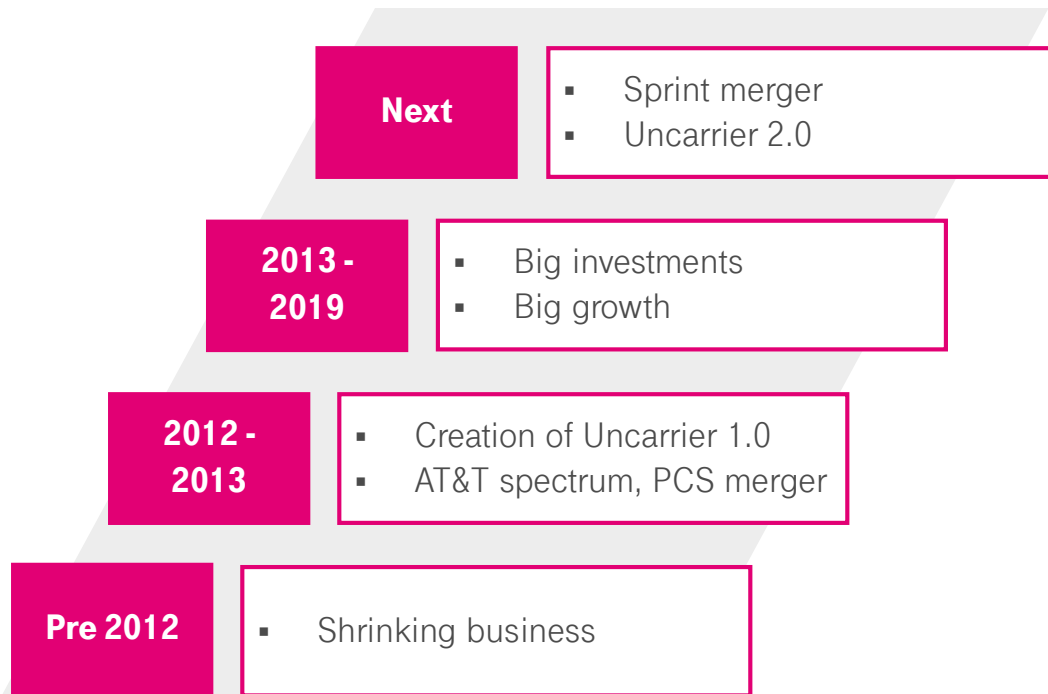 Next
▪ Sprint merger
▪ Uncarrier 2.0
2013 -
2019
▪ Big investments
▪ Big growth
2012 -
2013
▪ Creation of Uncarrier 1.0
▪ AT&T spectrum, PCS merger
Pre 2012
▪ Shrinking business